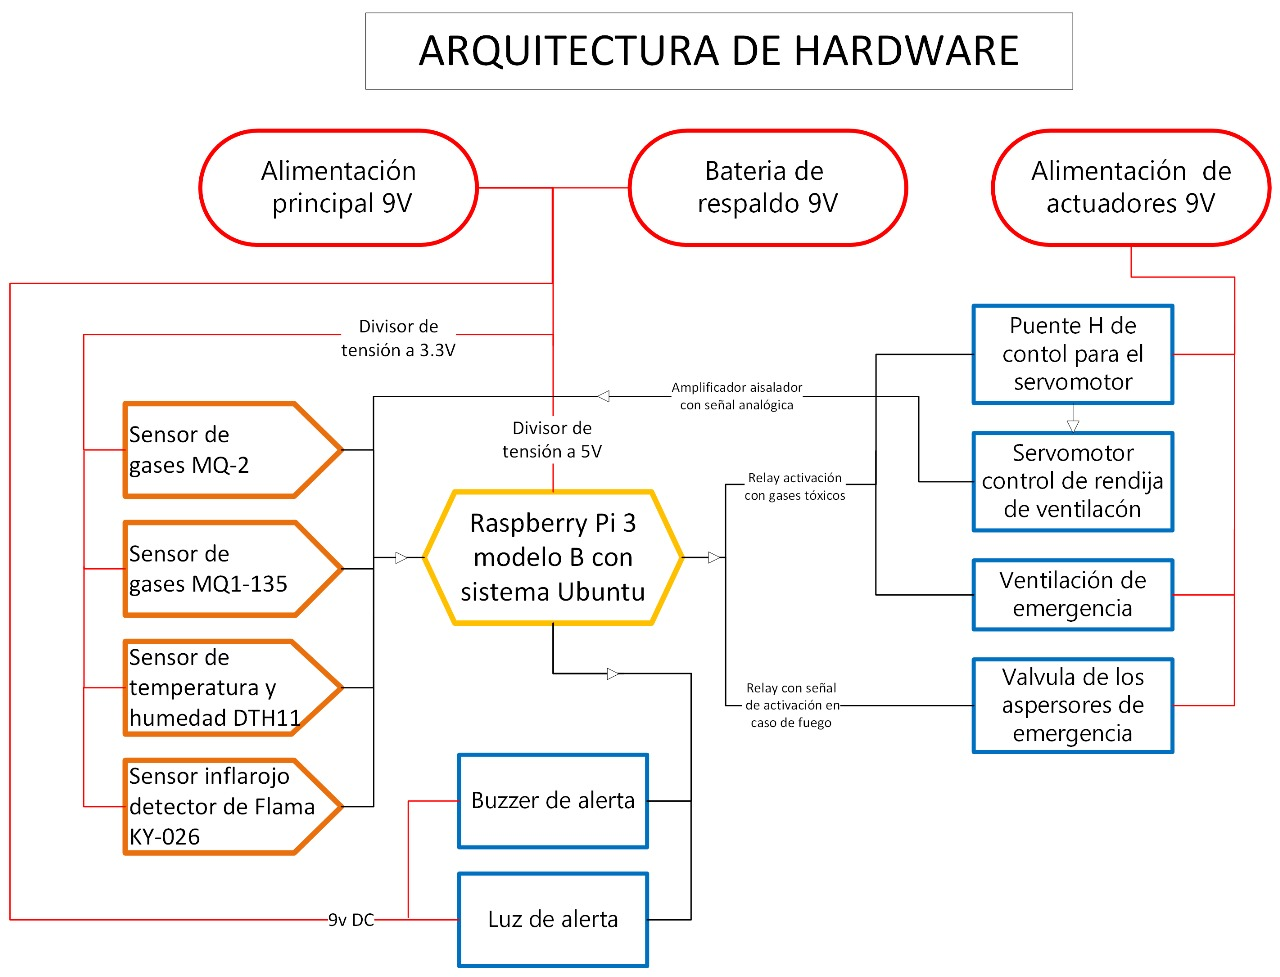 ARQUITECTURA DE HARDWARE
Alimentación
principal 9V
Bateria de
respaldo 9V
Alimentación de
actuadores 9V
Divisor de
tensión a 3.3V
Puente H de
contol para el
servomotor
Amplificador aisalador
con señal analógica
Divisor de
tensión a 5V
Sensor de
gases MQ-2
Servomotor
control de rendija
de ventilacón
Relay activación
con gases tóxicos
Raspberry Pi 3
modelo B con
sistema Ubuntu
Sensor de
gases MQ1-135
Ventilación de
emergencia
Sensor de
temperatura y
humedad DTH11
Relay con señal
de activación en
caso de fuego
Valvula de los
aspersores de
emergencia
Sensor inflarojo
detector de Flama
KY-026
Buzzer de alerta
Luz de alerta
9v DC